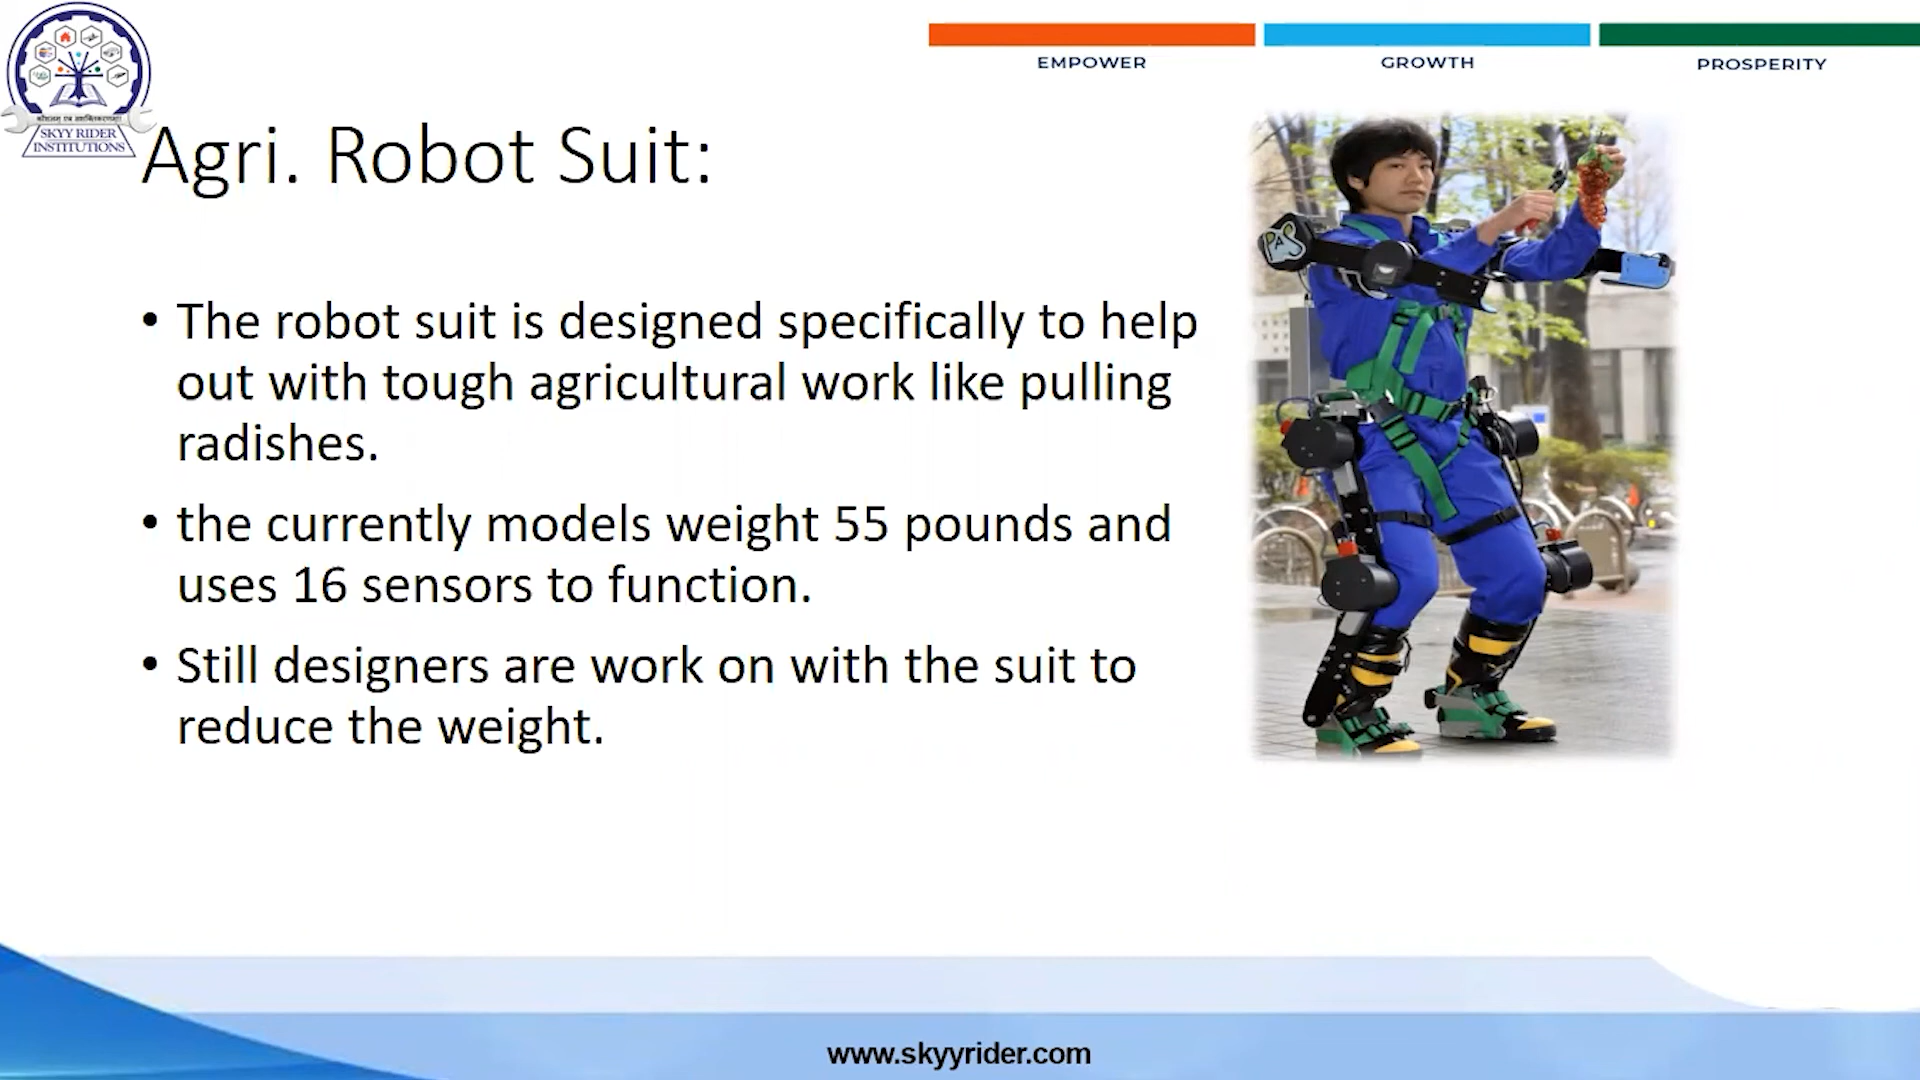 EMPOWER
GROWTH
PROSPERITY
SKYY RIDER
INSTITUTIONS
Agri. Robot Suit:
• The robot suit is designed specifically to help
out with tough agricultural work like pulling
radishes.
• the currently models weight 55 pounds and
uses 16 sensors to function.
• Still designers are work on with the suit to
reduce the weight.
PAS
www.skyyrider.com